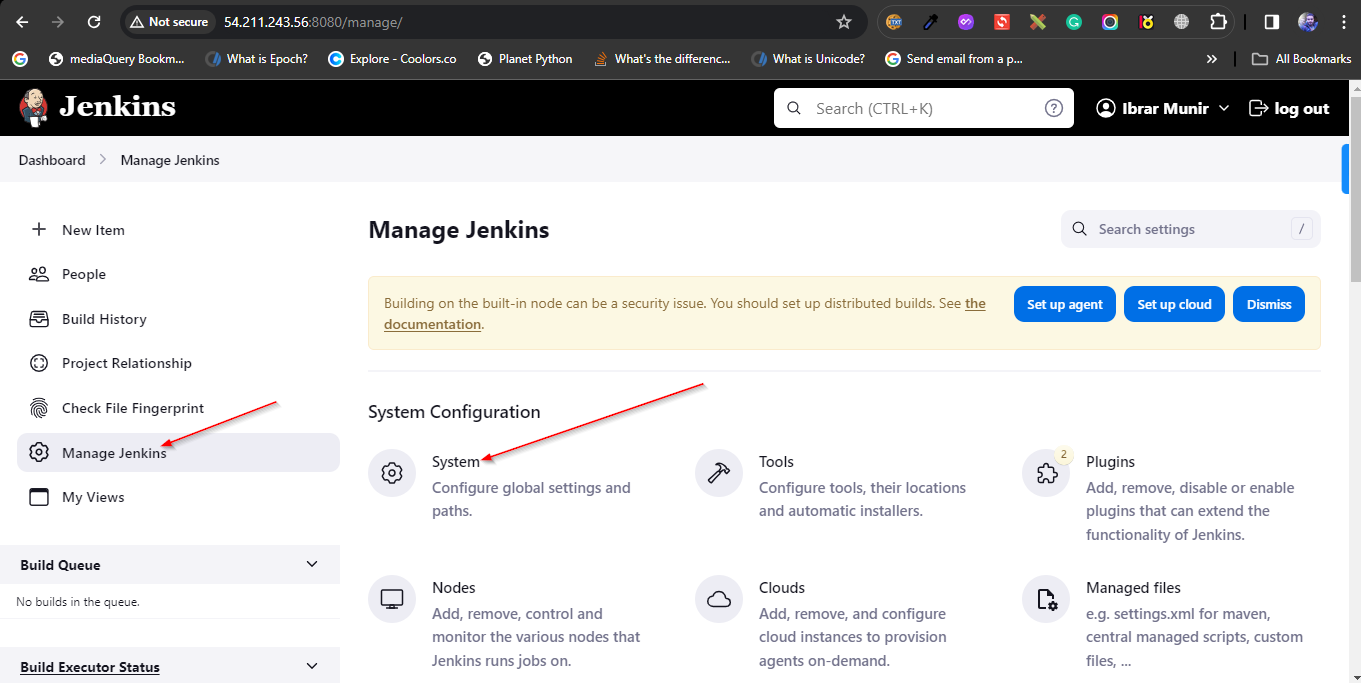 Not secure 54.211.243.56:8080/manage/
mediaQuery Bookm... What is Epoch? Explore - Coolors.co Planet Python What's the differenc... What is Unicode? Send email from a p... » All Bookmarks
Jenkins
Search (CTRL+K) ?
Ibrar Munir
log out
Dashboard > Manage Jenkins
New Item
People
Build History
Project Relationship
Check File Fingerprint
Manage Jenkins
My Views
Build Queue
No builds in the queue.
Build Executor Status
Manage Jenkins
Search settings /
Building on the built-in node can be a security issue. You should set up distributed builds. See the
documentation.
Set up agent Set up cloud Dismiss
System Configuration
System
Configure global settings and
paths.
Tools
Configure tools, their locations
and automatic installers.
2
Plugins
Add, remove, disable or enable
plugins that can extend the
functionality of Jenkins.
Nodes
Add, remove, control and
monitor the various nodes that
Jenkins runs jobs on.
Clouds
Add, remove, and configure
cloud instances to provision
agents on-demand.
Managed files
e.g. settings.xml for maven,
central managed scripts, custom
files, ...